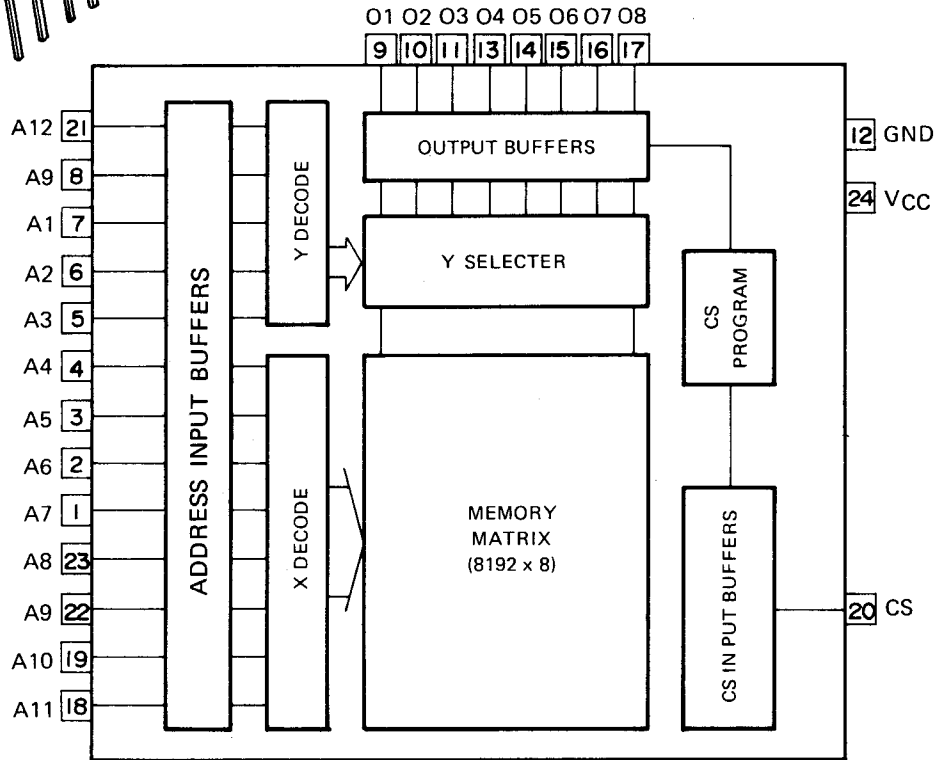 O1 O2 O3 O4 O5 O6 O7 O8
9 10 11 13 14 15 16 17
A12 21
A9 8
A1 7
A2 6
A3 5
A4 4
A5 3
A6 2
A7 1
A8 23
A9 22
A10 19
A11 18
ADDRESS INPUT BUFFERS
Y DECODE
X DECODE
OUTPUT BUFFERS
Y SELECTER
MEMORY
MATRIX
(8192 x 8)
12 GND
24 VCC
CS
PROGRAM
CS IN PUT BUFFERS
20 CS